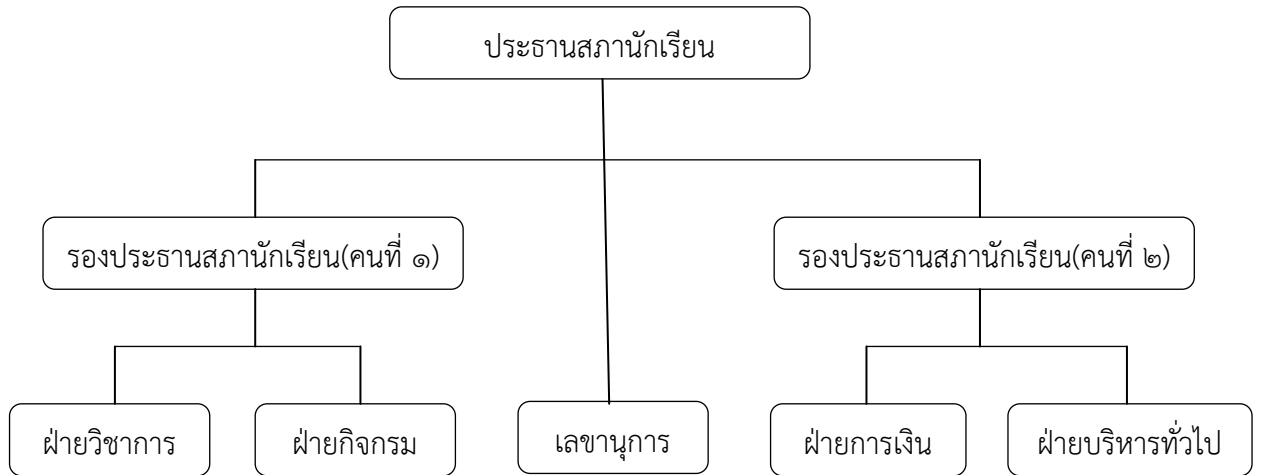 ประธานสภานักเรียน
รองประธานสภานักเรียน(คนที่ ๑)
รองประธานสภานักเรียน(คนที่ ๒)
ฝ่ายวิชาการ
ฝ่ายกิจกรม
เลขานุการ
ฝ่ายการเงิน
ฝ่ายบริหารทั่วไป